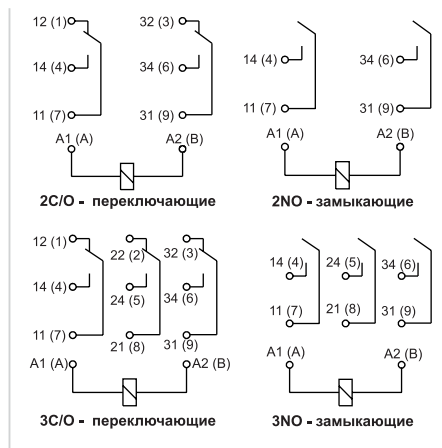 12 (1) 32 (3)
14 (4) 34 (6) 14 (4) 34 (6)
11 (7) 31 (9) 11 (7) 31 (9)
A1 (A) A2 (B) A1 (A) A2 (B)
2C/O - переключающие 2NO - замыкающие
12 (1) 22 (2) 32 (3)
14 (4) 24 (5) 34 (6) 14 (4) 24 (5) 34 (6)
11 (7) 21 (8) 31 (9) 11 (7) 21 (8) 31 (9)
A1 (A) A2 (B) A1 (A) A2 (B)
3C/O - переключающие 3NO - замыкающие